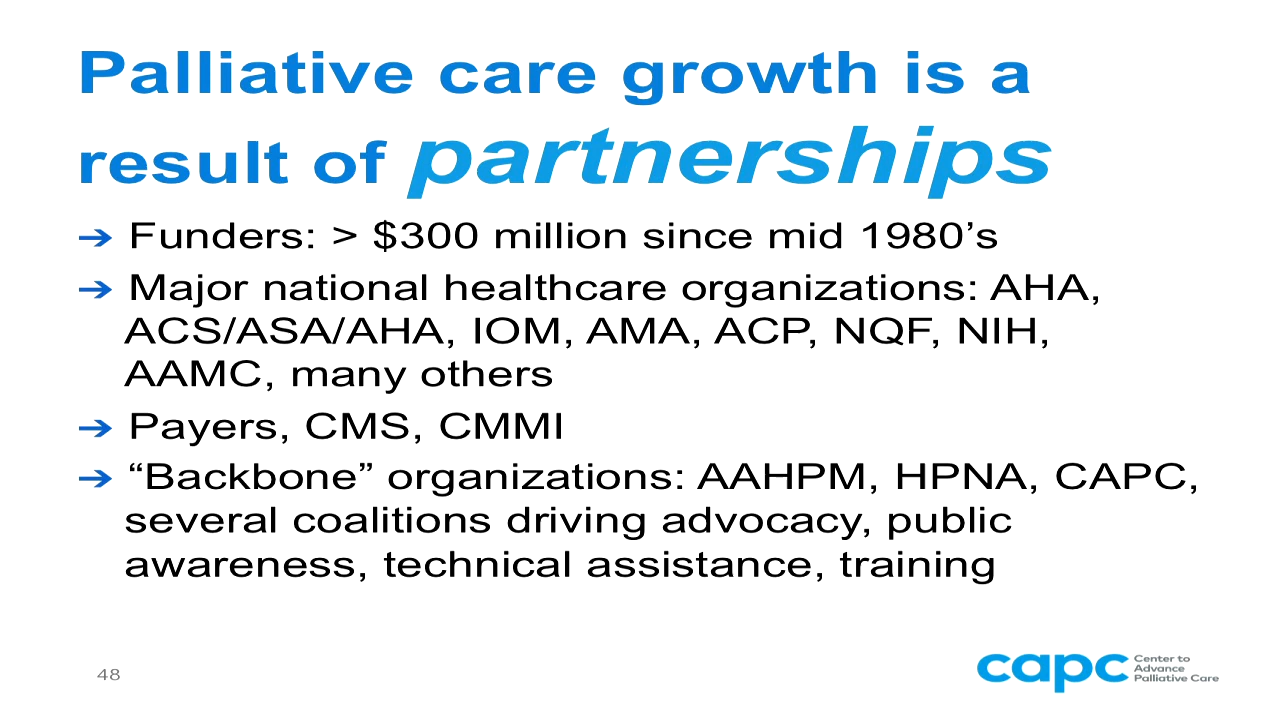 Palliative care growth is a
result of partnerships
➔ Funders: > $300 million since mid 1980’s
➔ Major national healthcare organizations: AHA,
ACS/ASA/AHA, IOM, AMA, ACP, NQF, NIH,
AAMC, many others
➔ Payers, CMS, CMMI
➔ “Backbone” organizations: AAHPM, HPNA, CAPC,
several coalitions driving advocacy, public
awareness, technical assistance, training
48
capc
Center to
Advance
Palliative Care